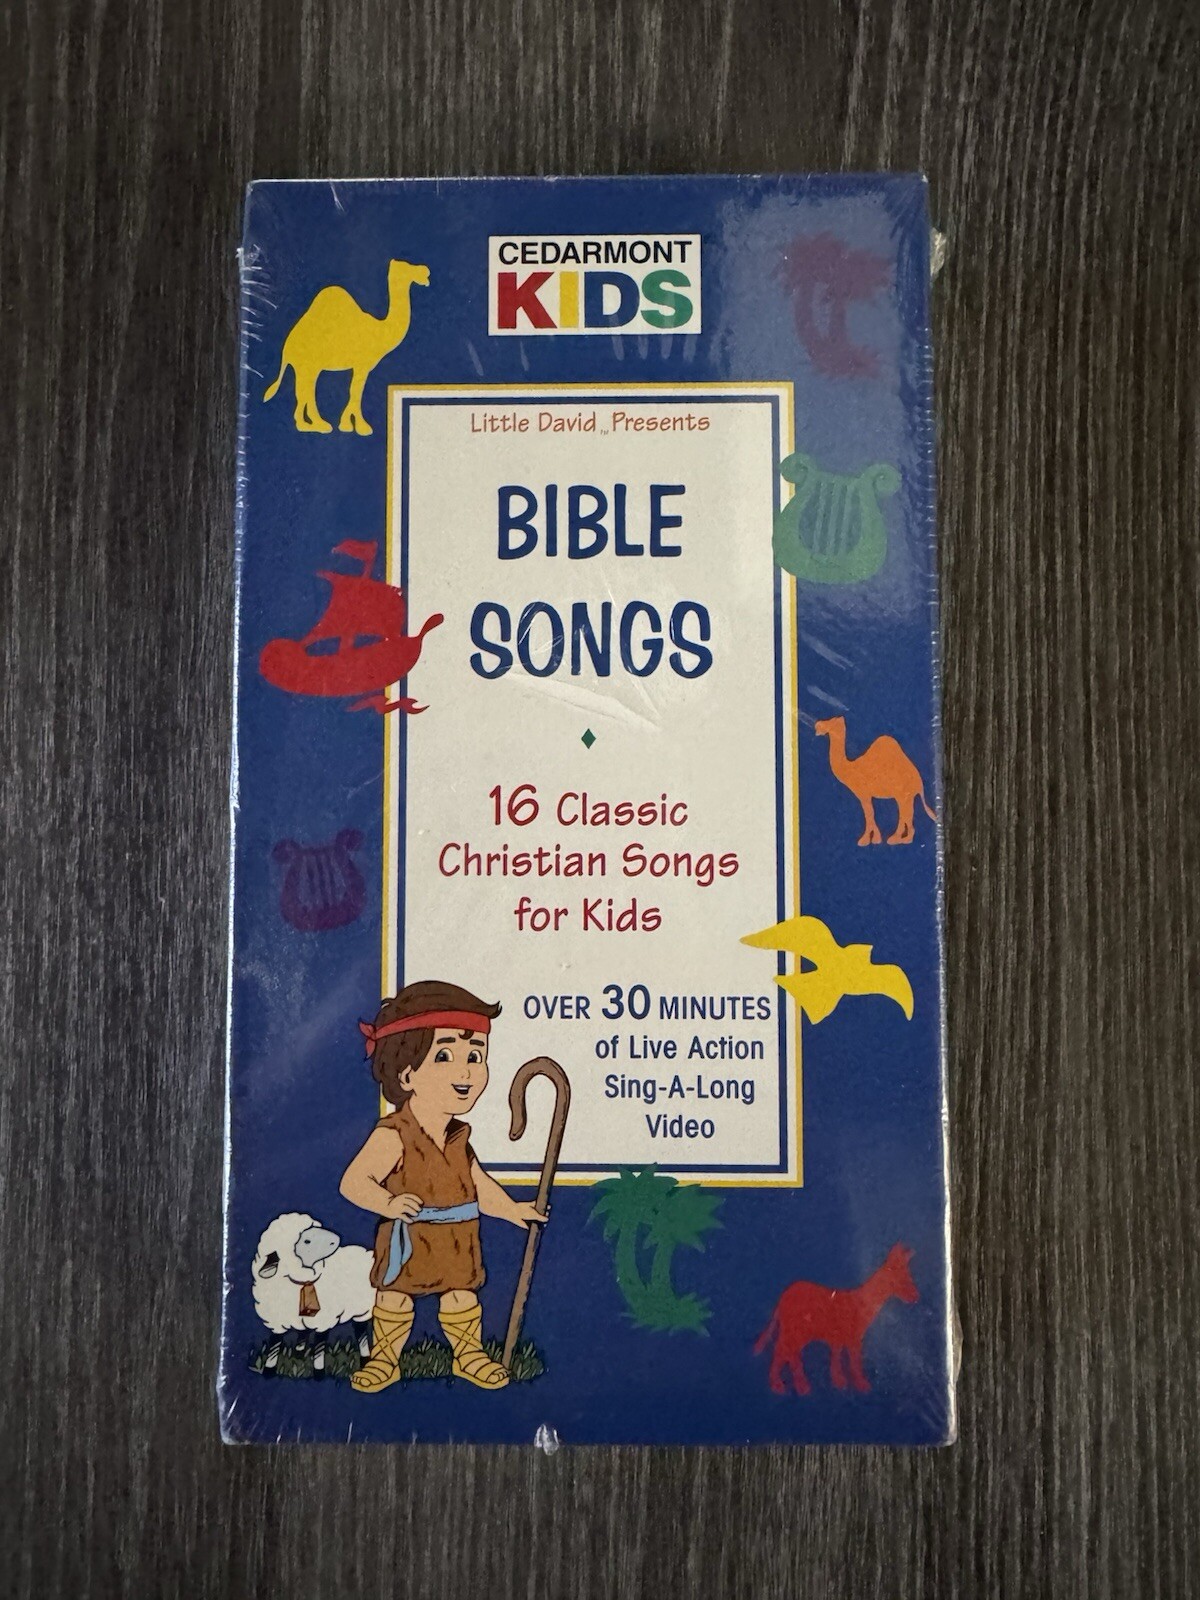 CEDARMONT
KIDS
Little David™ Presents
BIBLE
SONGS
16 Classic
Christian Songs
for Kids
OVER 30 MINUTES
of Live Action
Sing-A-Long
Video